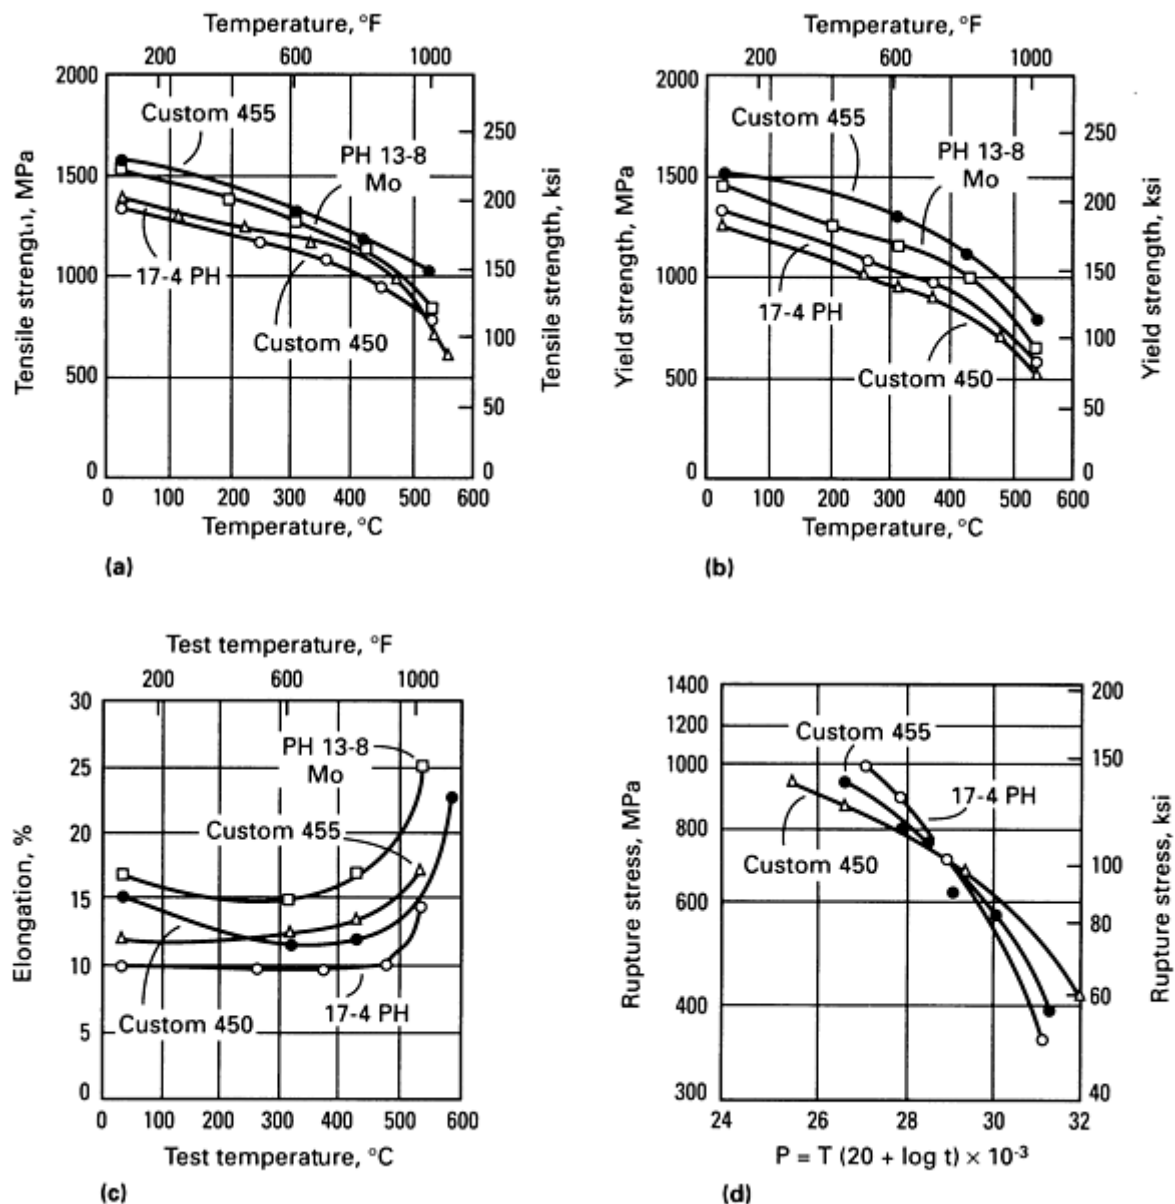 Temperature, °F
200 400 600 800 1000
2000
1500
1000
500
0
Tensile strength, MPa
Custom 455
PH 13-8
Mo
17-4 PH
Custom 450
250
200
150
100
50
0
Tensile strength, ksi
0 100 200 300 400 500 600
Temperature, °C
(a)
Temperature, °F
200 400 600 800 1000
2000
1500
1000
500
0
Yield strength, MPa
Custom 455
PH 13-8
Mo
17-4 PH
Custom 450
250
200
150
100
50
0
Yield strength, ksi
0 100 200 300 400 500 600
Temperature, °C
(b)
Test temperature, °F
200 400 600 800 1000
30
25
20
15
10
5
0
Elongation, %
PH 13-8
Mo
Custom 455
17-4 PH
Custom 450
0 100 200 300 400 500 600
Test temperature, °C
(c)
1400
1200
1000
800
600
400
300
Rupture stress, MPa
Custom 455
17-4 PH
Custom 450
200
150
100
80
60
40
Rupture stress, ksi
24 26 28 30 32
P = T (20 + log t) × 10⁻³
(d)